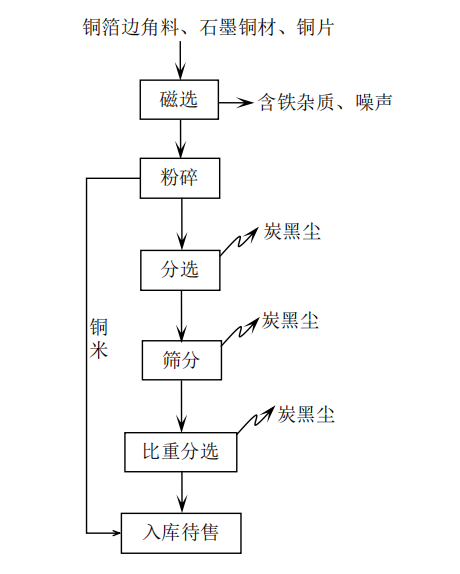 铜箔边角料、石墨铜材、铜片
磁选
含铁杂质、噪声
粉碎
炭黑尘
分选
炭黑尘
铜
米
筛分
炭黑尘
比重分选
入库待售